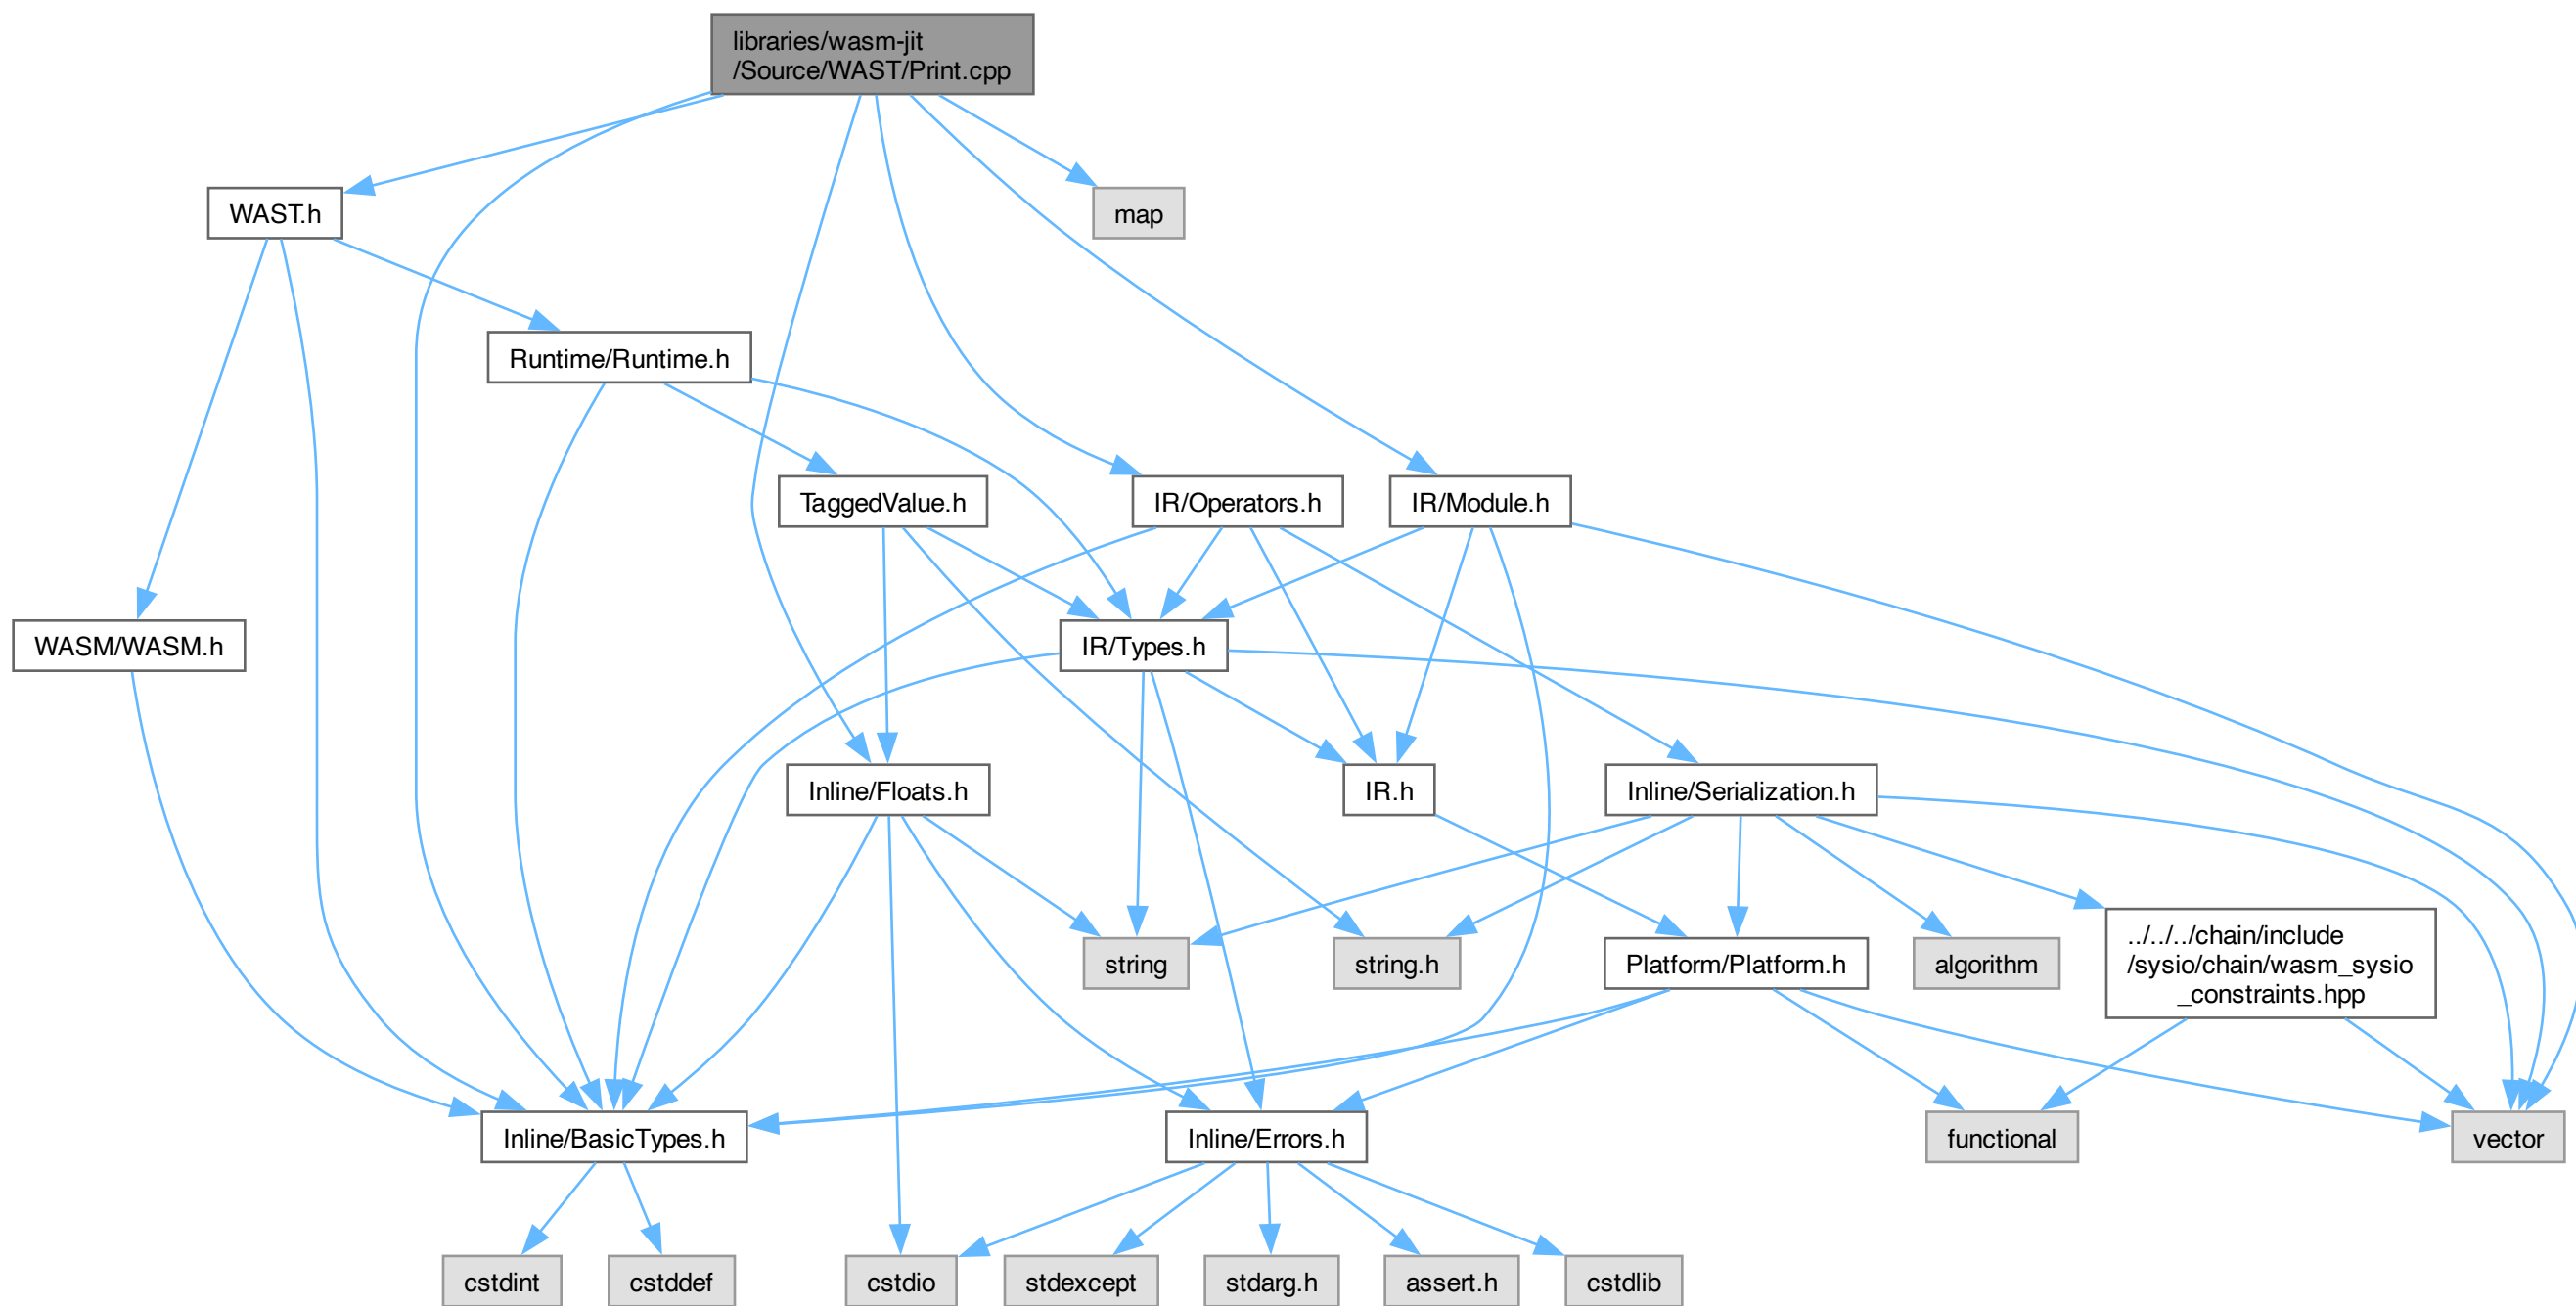 libraries/wasm-jit
/Source/WAST/Print.cpp
WAST.h
map
Runtime/Runtime.h
TaggedValue.h
IR/Operators.h
IR/Module.h
WASM/WASM.h
IR/Types.h
Inline/Floats.h
IR.h
Inline/Serialization.h
string
string.h
Platform/Platform.h
algorithm
../../../chain/include
/sysio/chain/wasm_sysio
_constraints.hpp
Inline/BasicTypes.h
Inline/Errors.h
functional
vector
cstdint
cstddef
cstdio
stdexcept
stdarg.h
assert.h
cstdlib